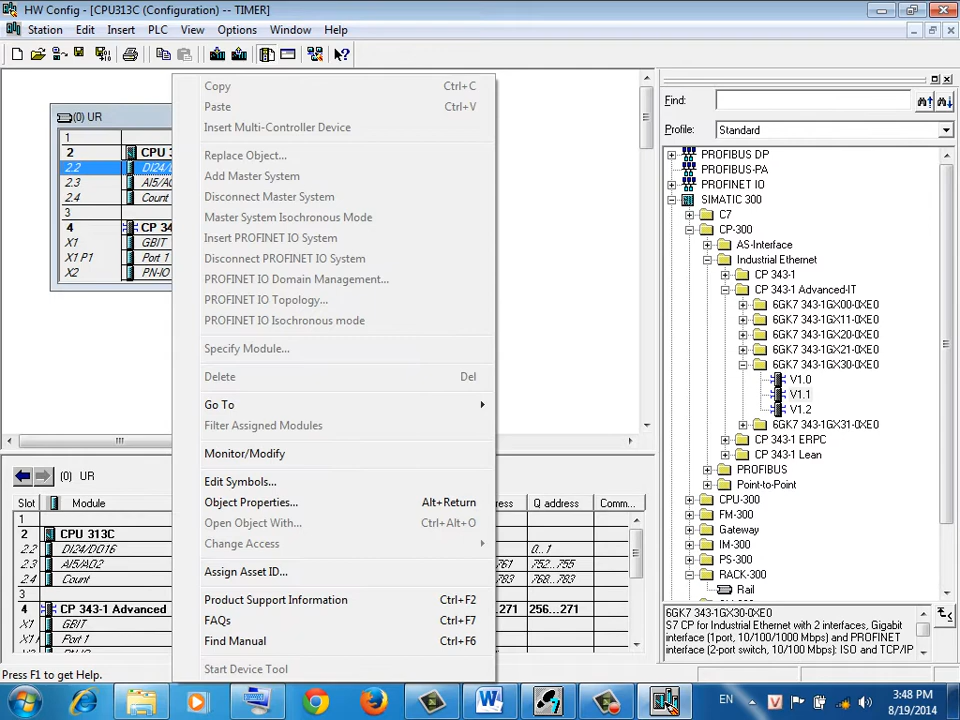 HW Config - [CPU313C (Configuration) -- TIMER]
Station Edit Insert PLC View Options Window Help
(0) UR
1
2 CPU 3
2.2 DI24/D
2.3 AI5/AO
2.4 Count
3
4 CP 34
X1 GBIT
X1 P1 Port 1
X2 PN-IO
Copy Ctrl+C
Paste Ctrl+V
Insert Multi-Controller Device
Replace Object...
Add Master System
Disconnect Master System
Master System Isochronous Mode
Insert PROFINET IO System
Disconnect PROFINET IO System
PROFINET IO Domain Management...
PROFINET IO Topology...
PROFINET IO Isochronous mode
Specify Module...
Delete Del
Go To
Filter Assigned Modules
Monitor/Modify
Edit Symbols...
Object Properties... Alt+Return
Open Object With... Ctrl+Alt+O
Change Access
Assign Asset ID...
Product Support Information Ctrl+F2
FAQs Ctrl+F7
Find Manual Ctrl+F6
Start Device Tool
Find:
Profile: Standard
PROFIBUS DP
PROFIBUS-PA
PROFINET IO
SIMATIC 300
C7
CP-300
AS-Interface
Industrial Ethernet
CP 343-1
CP 343-1 Advanced-IT
6GK7 343-1GX00-0XE0
6GK7 343-1GX11-0XE0
6GK7 343-1GX20-0XE0
6GK7 343-1GX21-0XE0
6GK7 343-1GX30-0XE0
V1.0
V1.1
V1.2
6GK7 343-1GX31-0XE0
CP 343-1 ERPC
CP 343-1 Lean
PROFIBUS
Point-to-Point
CPU-300
FM-300
Gateway
IM-300
PS-300
RACK-300
Rail
6GK7 343-1GX30-0XE0
S7 CP for Industrial Ethernet with 2 interfaces, Gigabit
interface (1port, 10/100/1000 Mbps) and PROFINET
interface (2-port switch, 10/100 Mbps): ISO and TCP/IP
(0) UR
Slot Module ress Q address Comm...
1
2 CPU 313C
2.2 DI24/DO16 0...1
2.3 AI5/AO2 761 752...755
2.4 Count 783 768...783
3
4 CP 343-1 Advanced 271 256...271
X1 GBIT
X1 Port 1
Press F1 to get Help.
EN
3:48 PM
8/19/2014